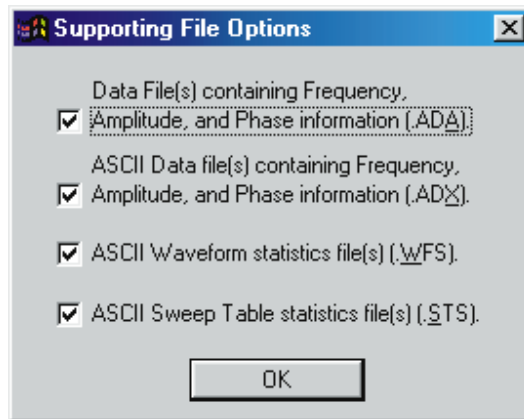 Supporting File Options
Data File(s) containing Frequency,
Amplitude, and Phase information (.ADA).
ASCII Data file(s) containing Frequency,
Amplitude, and Phase information (.ADX).
ASCII Waveform statistics file(s) (.WFS).
ASCII Sweep Table statistics file(s) (.STS).
OK